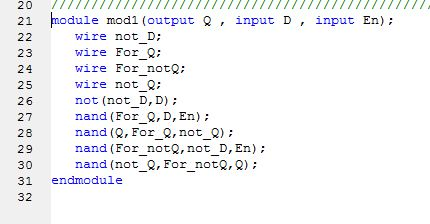 20 ////////////////////////////////////////////////////
21 module mod1(output Q , input D , input En);
22 wire not_D;
23 wire For_Q;
24 wire For_notQ;
25 wire not_Q;
26 not(not_D,D);
27 nand(For_Q,D,En);
28 nand(Q,For_Q,not_Q);
29 nand(For_notQ,not_D,En);
30 nand(not_Q,For_notQ,Q);
31 endmodule
32